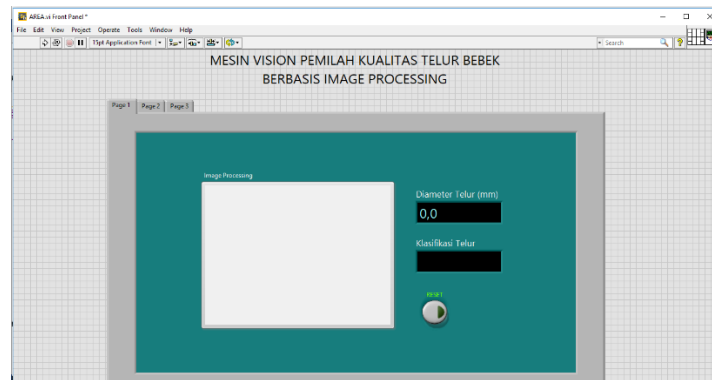 AREA.vi Front Panel *
File Edit View Project Operate Tools Window Help
15pt Application Font
Search
MESIN VISION PEMILAH KUALITAS TELUR BEBEK
BERBASIS IMAGE PROCESSING
Page 1 Page 2 Page 3
Image Processing
Diameter Telur (mm)
0,0
Klasifikasi Telur
RESET